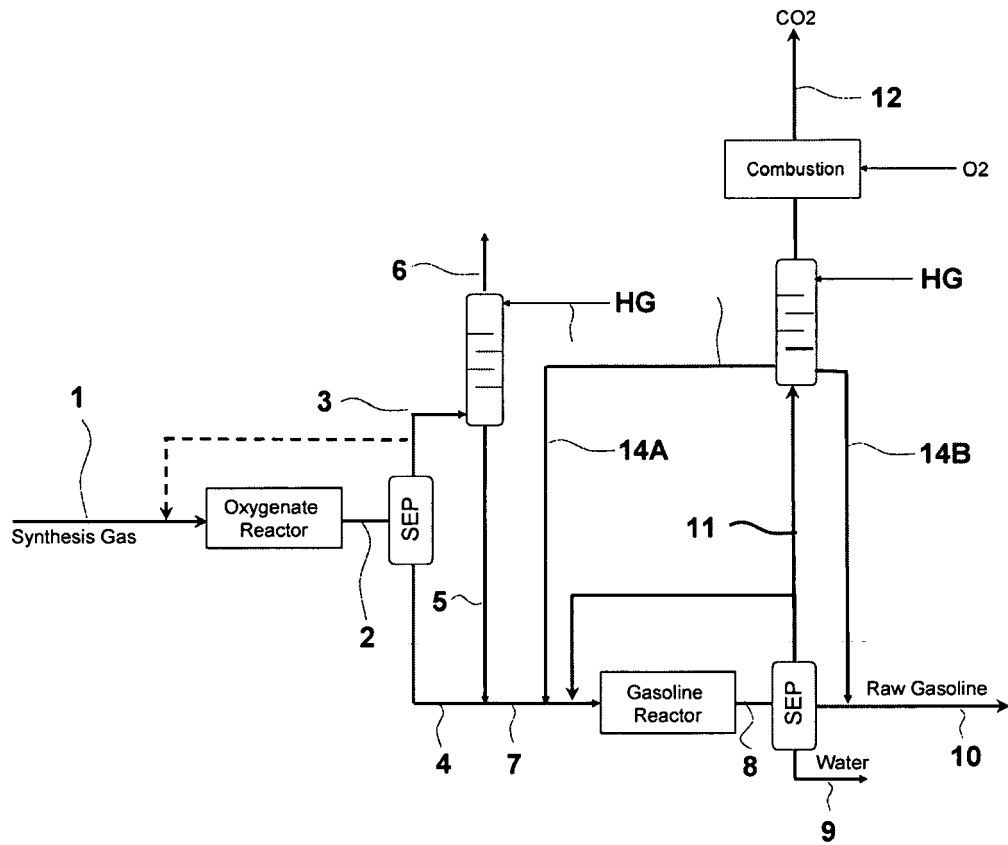 CO2
12
Combustion
O2
6
HG
HG
1
3
14A
14B
Synthesis Gas
Oxygenate
Reactor
SEP
2
11
5
4
7
Gasoline
Reactor
8
SEP
Raw Gasoline
10
Water
9